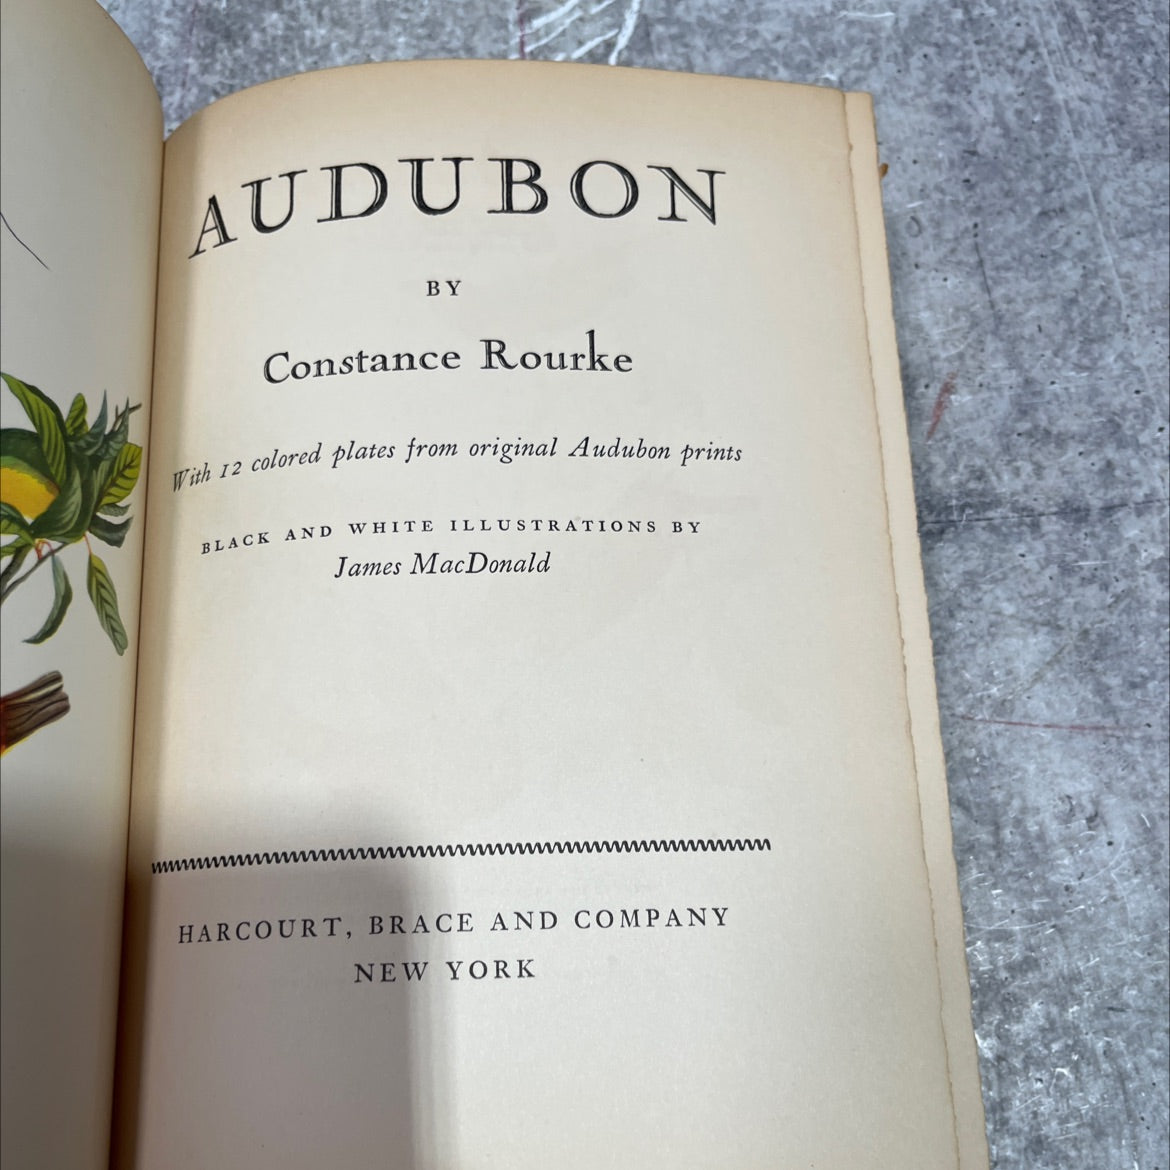 AUDUBON
BY
Constance Rourke
With 12 colored plates from original Audubon prints
BLACK AND WHITE ILLUSTRATIONS BY
James MacDonald
HARCOURT, BRACE AND COMPANY
NEW YORK